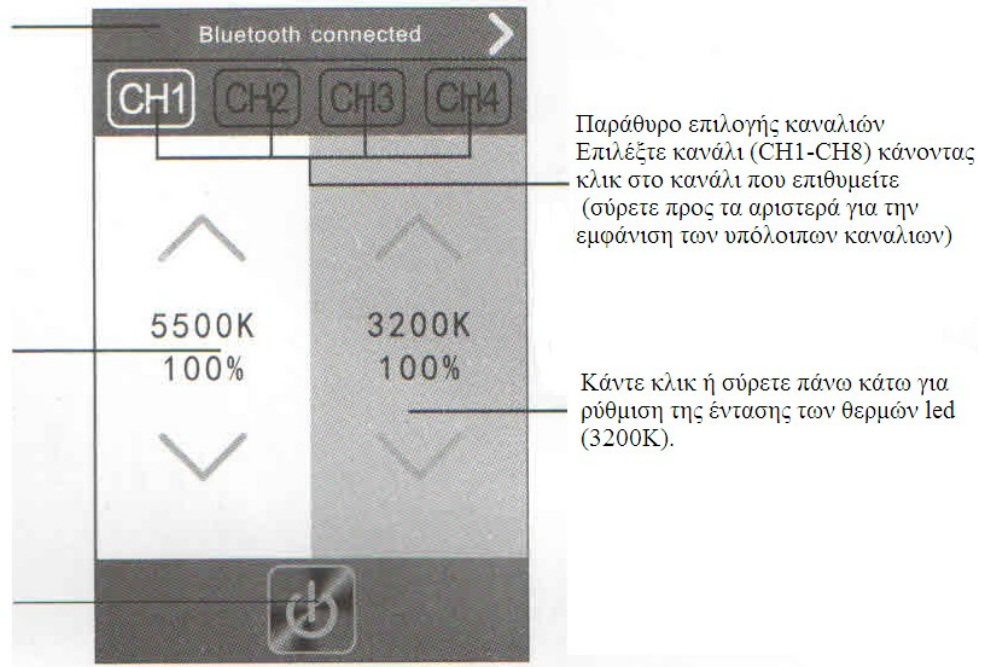 Bluetooth connected
CH1 CH2 CH3 CH4
Παράθυρο επιλογής καναλιών
Επιλέξτε κανάλι (CH1-CH8) κάνοντας
κλικ στο κανάλι που επιθυμείτε
(σύρετε προς τα αριστερά για την
εμφάνιση των υπόλοιπων καναλιων)
5500K
100%
3200K
100%
Κάντε κλικ ή σύρετε πάνω κάτω για
ρύθμιση της έντασης των θερμών led
(3200K).